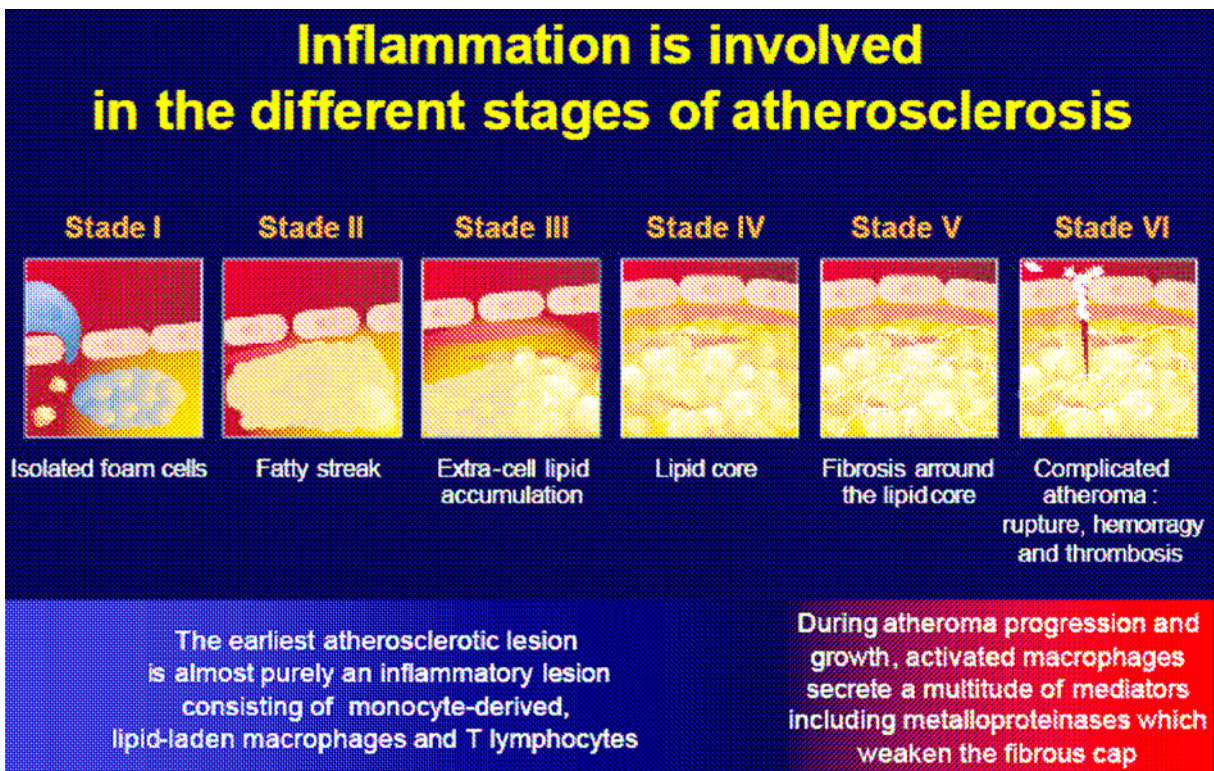 Inflammation is involved
in the different stages of atherosclerosis
Stade I
Stade II
Stade III
Stade IV
Stade V
Stade VI
Isolated foam cells
Fatty streak
Extra-cell lipid
accumulation
Lipid core
Fibrosis arround
the lipid core
Complicated
atheroma :
rupture, hemorragy
and thrombosis
The earliest atherosclerotic lesion
is almost purely an inflammatory lesion
consisting of monocyte-derived,
lipid-laden macrophages and T lymphocytes
During atheroma progression and
growth, activated macrophages
secrete a multitude of mediators
including metalloproteinases which
weaken the fibrous cap